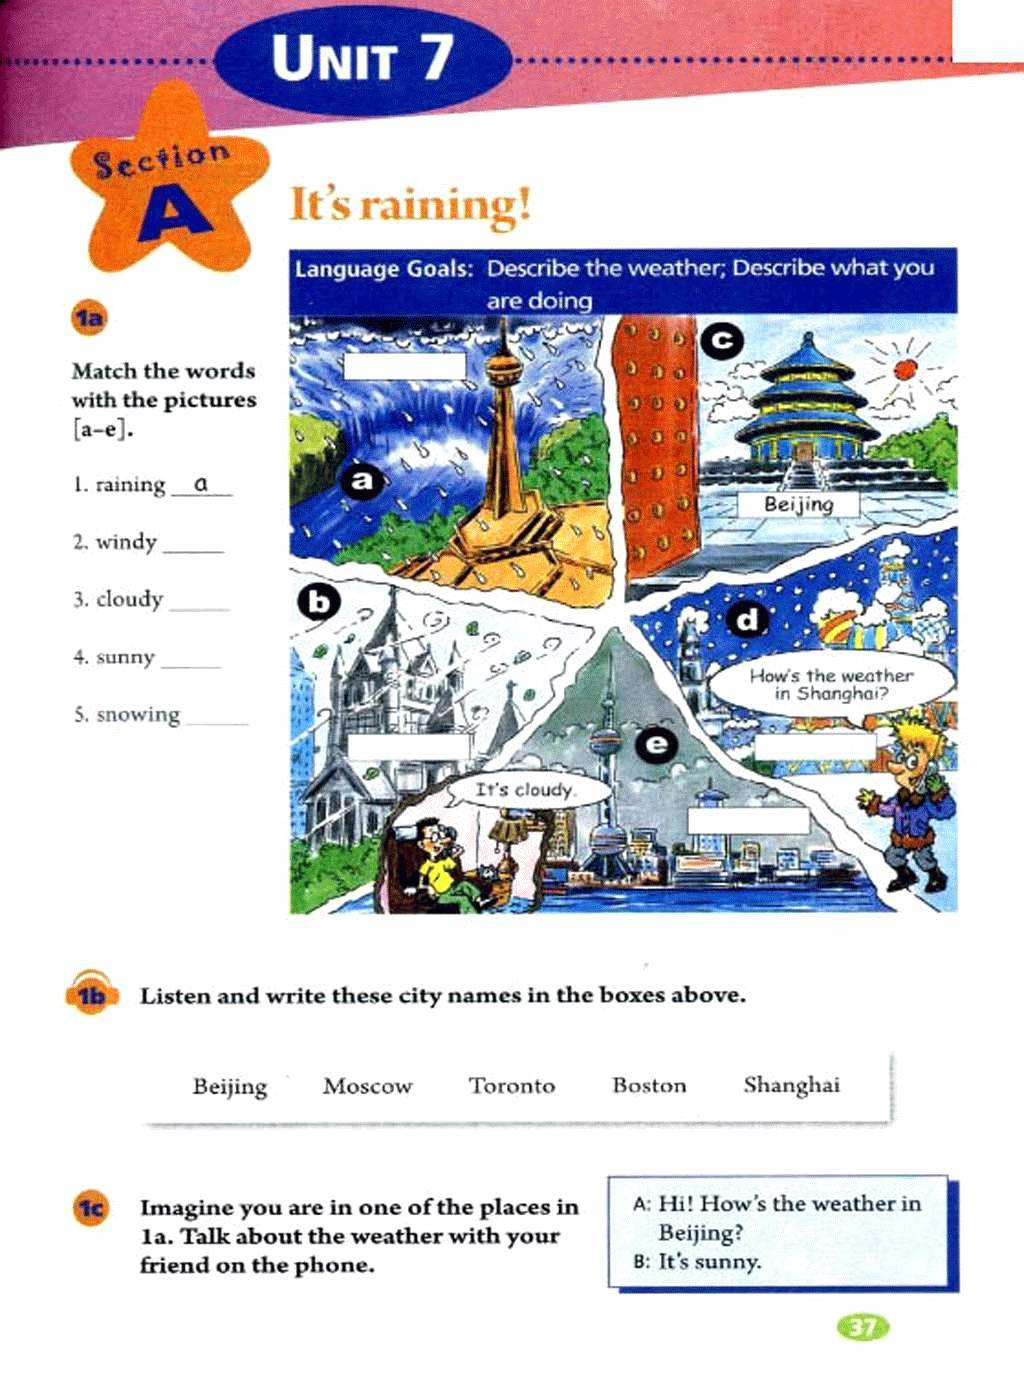 UNIT 7
Section
A
It's raining!
Language Goals: Describe the weather; Describe what you
are doing
1a
Match the words
with the pictures
[a–e].
1. raining a
2. windy ______
3. cloudy ______
4. sunny ______
5. snowing ______
a
c
Beijing
b
d
How's the weather
in Shanghai?
e
It's cloudy.
1b
Listen and write these city names in the boxes above.
Beijing Moscow Toronto Boston Shanghai
1c
Imagine you are in one of the places in
1a. Talk about the weather with your
friend on the phone.
A: Hi! How's the weather in
Beijing?
B: It's sunny.
37